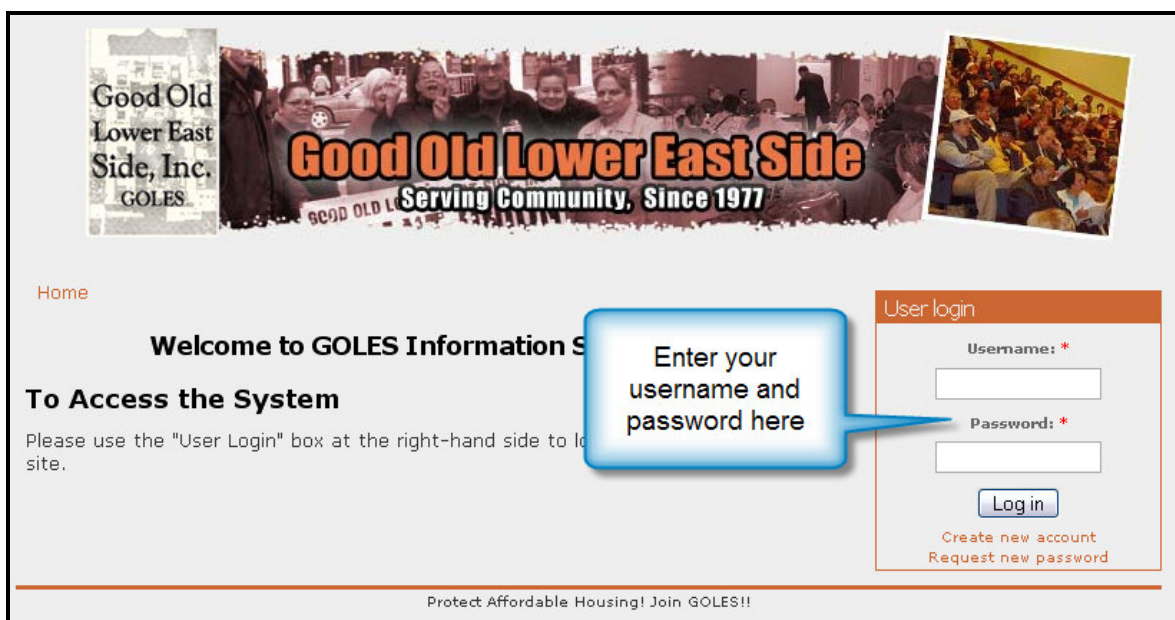 Good Old
Lower East
Side, Inc.
GOLES
Good Old Lower East Side
Serving Community, Since 1977
GOOD OLD L
Home
Welcome to GOLES Information S
To Access the System
Please use the "User Login" box at the right-hand side to lo
site.
Enter your
username and
password here
User login
Username: *
Password: *
Log in
Create new account
Request new password
Protect Affordable Housing! Join GOLES!!